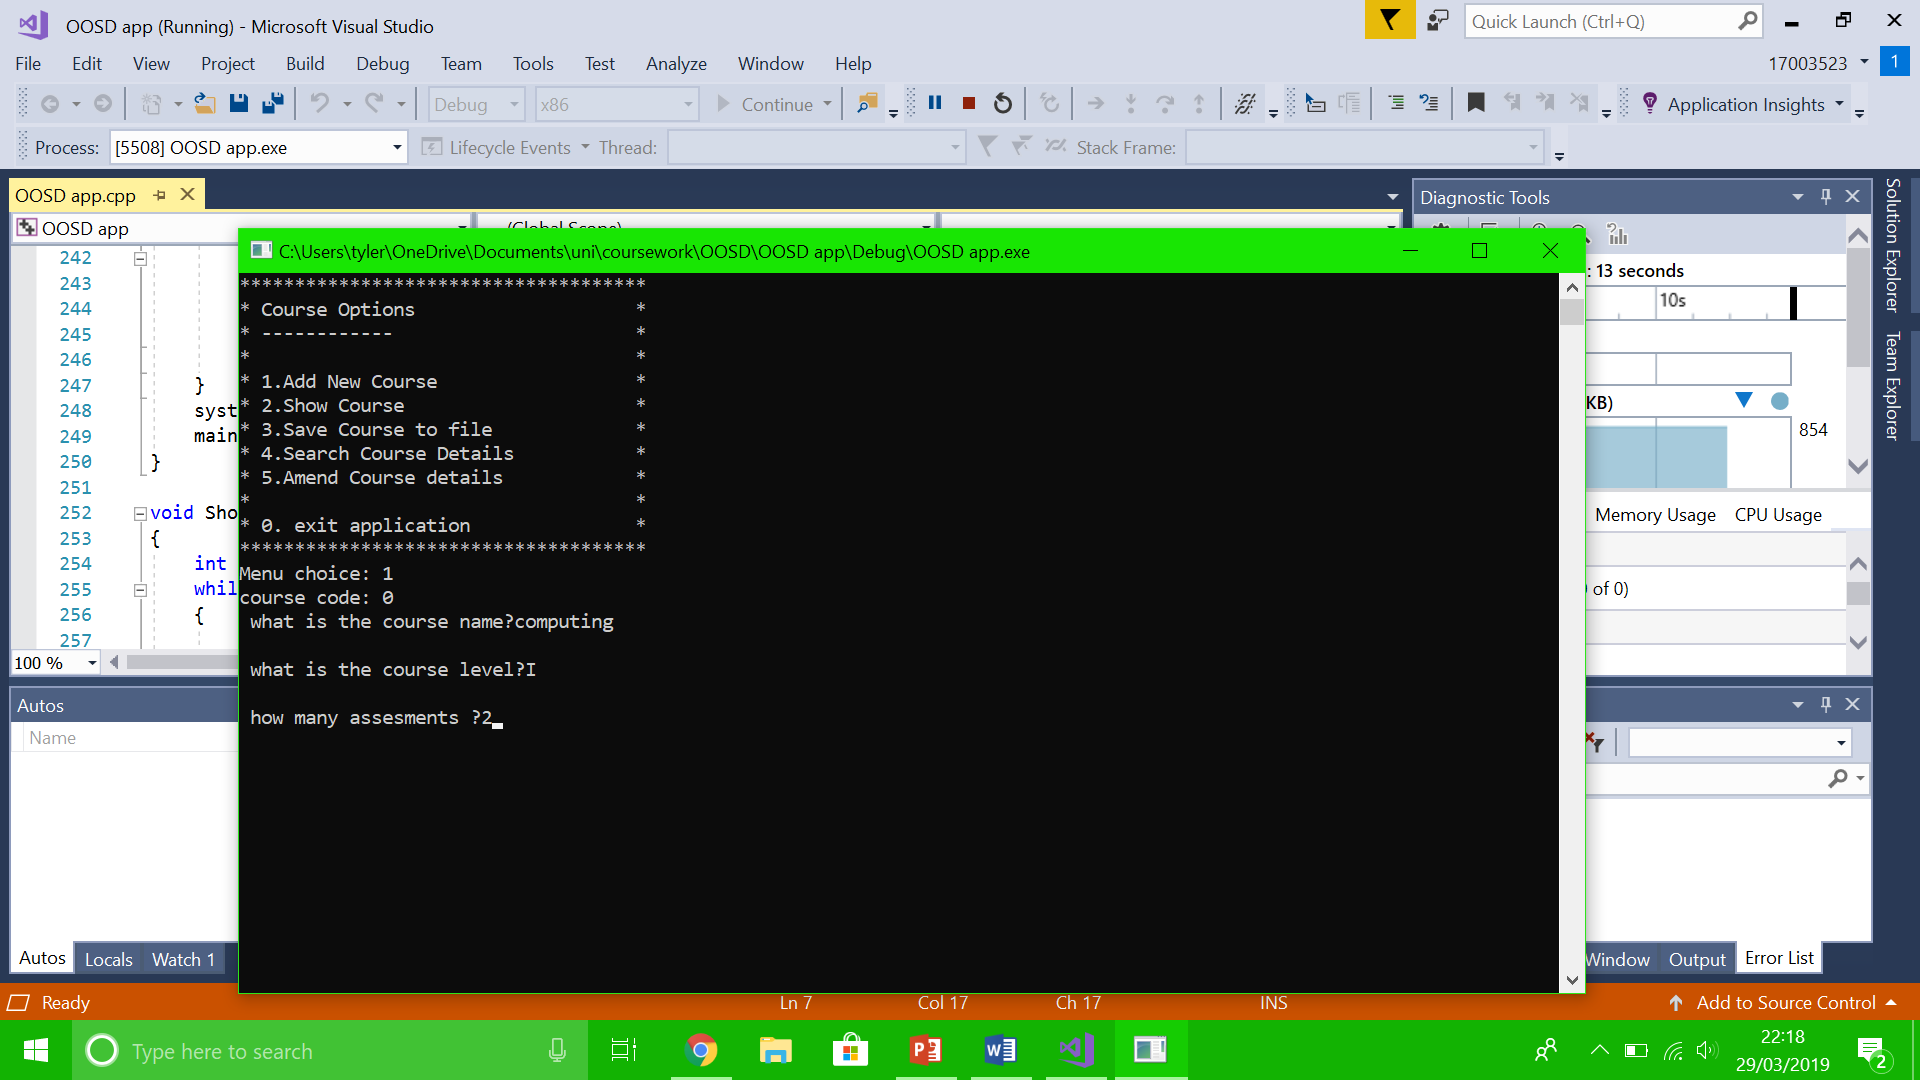 OOSD app (Running) - Microsoft Visual Studio
Quick Launch (Ctrl+Q)
File Edit View Project Build Debug Team Tools Test Analyze Window Help
17003523 1
Debug x86 Continue Application Insights
Process: [5508] OOSD app.exe Lifecycle Events Thread: Stack Frame:
OOSD app.cpp
Diagnostic Tools
Solution Explorer
Team Explorer
OOSD app
(Global Scope)
C:\Users\tyler\OneDrive\Documents\uni\coursework\OOSD\OOSD app\Debug\OOSD app.exe
242
243
244
245
246
247 }
248 syst
249 main
250 }
251
252 void Sho
253 {
254 int
255 whil
256 {
257
100 %
*************************************
* Course Options *
* ------------ *
* *
* 1.Add New Course *
* 2.Show Course *
* 3.Save Course to file *
* 4.Search Course Details *
* 5.Amend Course details *
* *
* 0. exit application *
*************************************
Menu choice: 1
course code: 0
what is the course name?computing
what is the course level?I
how many assesments ?2
: 13 seconds
10s
KB)
854
Memory Usage CPU Usage
of 0)
Autos
Name
Autos Locals Watch 1
Window Output Error List
Ready Ln 7 Col 17 Ch 17 INS Add to Source Control
Type here to search
22:18
29/03/2019
2